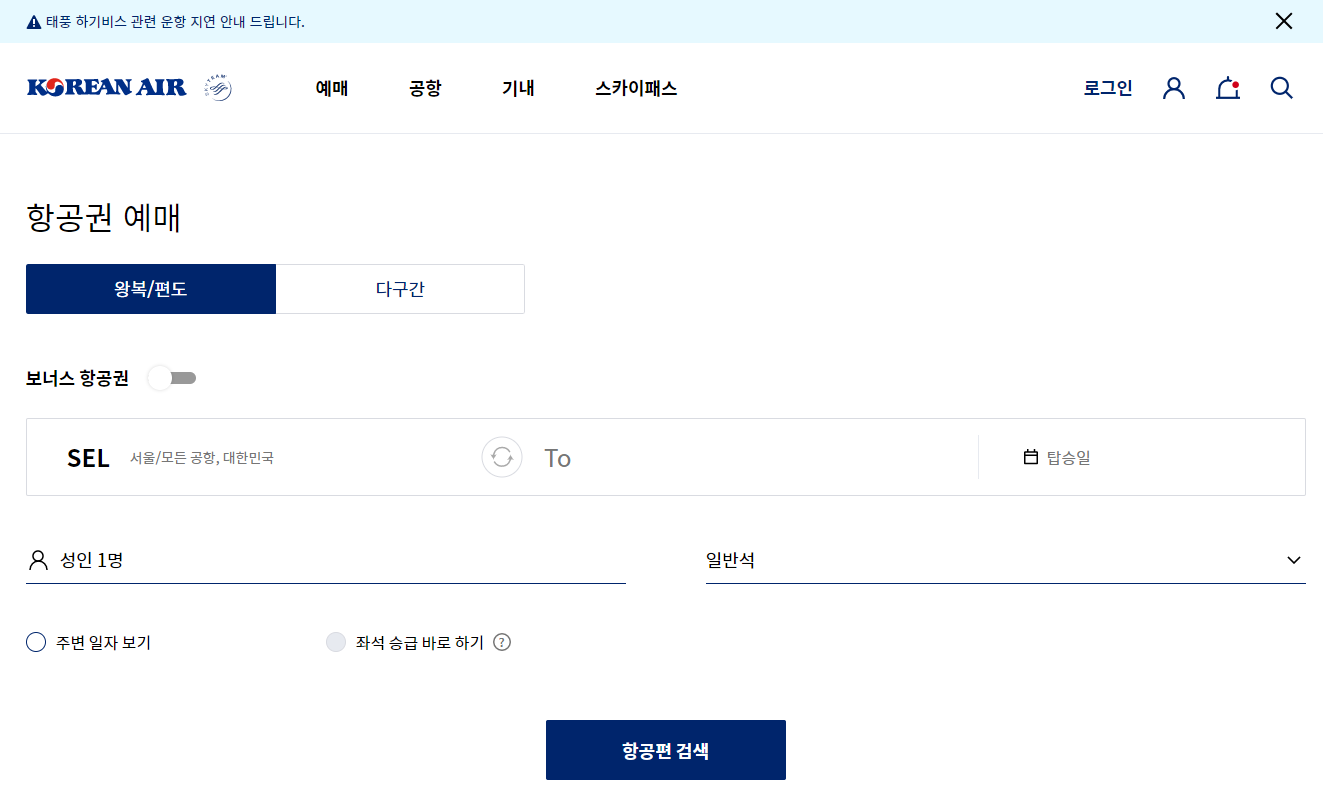 태풍 하기비스 관련 운항 지연 안내 드립니다.
KOREAN AIR SKYTEAM 예매 공항 기내 스카이패스 로그인
항공권 예매
왕복/편도 다구간
보너스 항공권
SEL 서울/모든 공항, 대한민국 To 탑승일
성인 1명 일반석
주변 일자 보기 좌석 승급 바로 하기 ?
항공편 검색